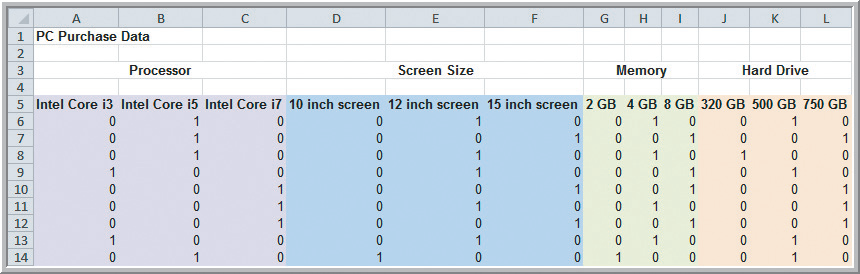 A B C D E F G H I J K L
1 PC Purchase Data
2
3 Processor Screen Size Memory Hard Drive
4
5 Intel Core i3 Intel Core i5 Intel Core i7 10 inch screen 12 inch screen 15 inch screen 2 GB 4 GB 8 GB 320 GB 500 GB 750 GB
6 0 1 0 0 1 0 0 1 0 0 1 0
7 0 1 0 0 0 1 0 0 1 0 0 1
8 0 1 0 0 1 0 0 1 0 1 0 0
9 1 0 0 0 1 0 0 0 1 0 1 0
10 0 0 1 0 0 1 0 0 1 0 0 1
11 0 0 1 0 1 0 0 1 0 0 0 1
12 0 0 1 0 0 1 0 0 1 0 0 1
13 1 0 0 0 1 0 0 1 0 0 1 0
14 0 1 0 1 0 0 1 0 0 0 1 0